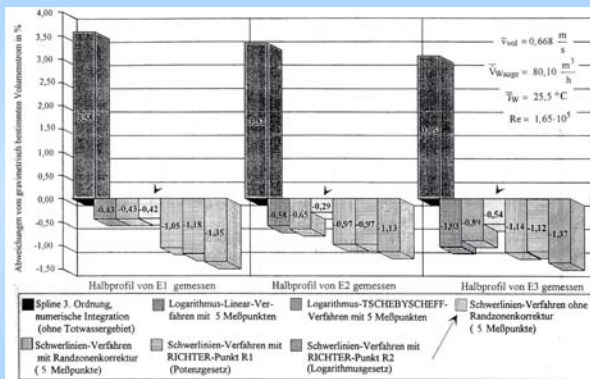 Abweichungen vom gravimetrisch bestimmten Volumenstrom in %
4,00
3,50
3,00
2,50
2,00
1,50
1,00
0,50
0,00
-0,50
-1,00
-1,50
v̄vol = 0,668 m/s
V̄Waage = 80,10 m³/h
T̄W = 25,5 °C
Re = 1,65·10⁵
-0,43 -0,43 -0,42 -1,05 -1,18 -1,35
-0,58 -0,65 -0,29 -0,97 -0,97 -1,13
-1,03 -0,89 -0,54 -1,14 -1,12 -1,37
Halbprofil von E1 gemessen
Halbprofil von E2 gemessen
Halbprofil von E3 gemessen
Spline 3. Ordnung,
numerische Integration
(ohne Totwassergebiet)
Logarithmus-Linear-Ver-
fahren mit 5 Meßpunkten
Logarithmus-TSCHEBYSCHEFF-
Verfahren mit 5 Meßpunkten
Schwerlinien-Verfahren ohne
Randzonenkorrektur
( 5 Meßpunkte)
Schwerlinien-Verfahren
mit Randzonenkorrektur
( 5 Meßpunkte)
Schwerlinien-Verfahren mit
RICHTER-Punkt R1
(Potenzgesetz)
Schwerlinien-Verfahren mit
RICHTER-Punkt R2
(Logarithmusgesetz)